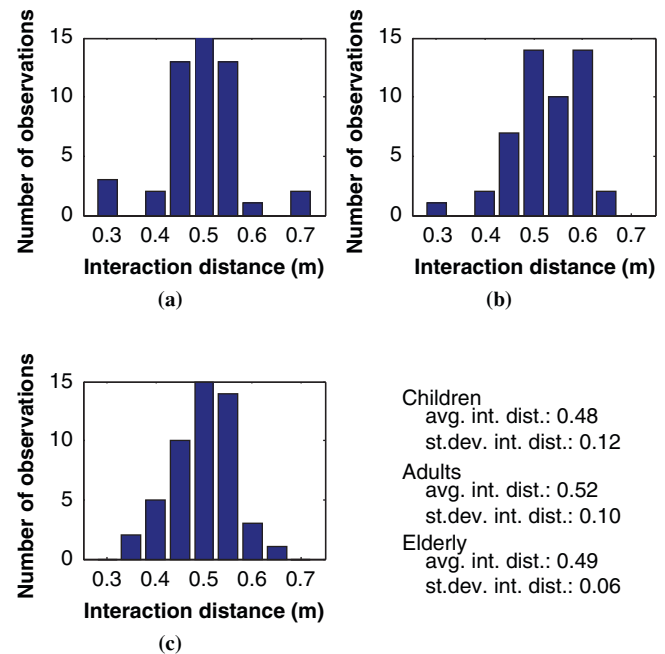 Number of observations
15
10
5
0
0.3 0.4 0.5 0.6 0.7
Interaction distance (m)
(a)
Number of observations
15
10
5
0
0.3 0.4 0.5 0.6 0.7
Interaction distance (m)
(b)
Number of observations
15
10
5
0
0.3 0.4 0.5 0.6 0.7
Interaction distance (m)
(c)
Children
avg. int. dist.: 0.48
st.dev. int. dist.: 0.12
Adults
avg. int. dist.: 0.52
st.dev. int. dist.: 0.10
Elderly
avg. int. dist.: 0.49
st.dev. int. dist.: 0.06